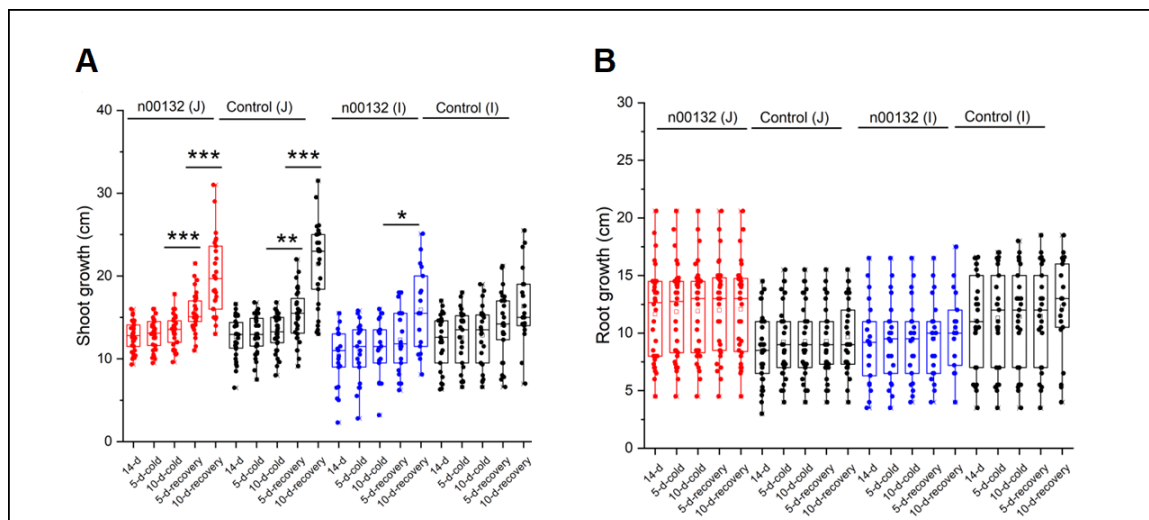 A
B
n00132 (J)
Control (J)
n00132 (I)
Control (I)
Shoot growth (cm)
40
30
20
10
0
***
***
**
***
*
14-d
5-d-cold
10-d-cold
5-d-recovery
10-d-recovery
14-d
5-d-cold
10-d-cold
5-d-recovery
10-d-recovery
14-d
5-d-cold
10-d-cold
5-d-recovery
10-d-recovery
14-d
5-d-cold
10-d-cold
5-d-recovery
10-d-recovery
n00132 (J)
Control (J)
n00132 (I)
Control (I)
Root growth (cm)
30
25
20
15
10
5
0
14-d
5-d-cold
10-d-cold
5-d-recovery
10-d-recovery
14-d
5-d-cold
10-d-cold
5-d-recovery
10-d-recovery
14-d
5-d-cold
10-d-cold
5-d-recovery
10-d-recovery
14-d
5-d-cold
10-d-cold
5-d-recovery
10-d-recovery